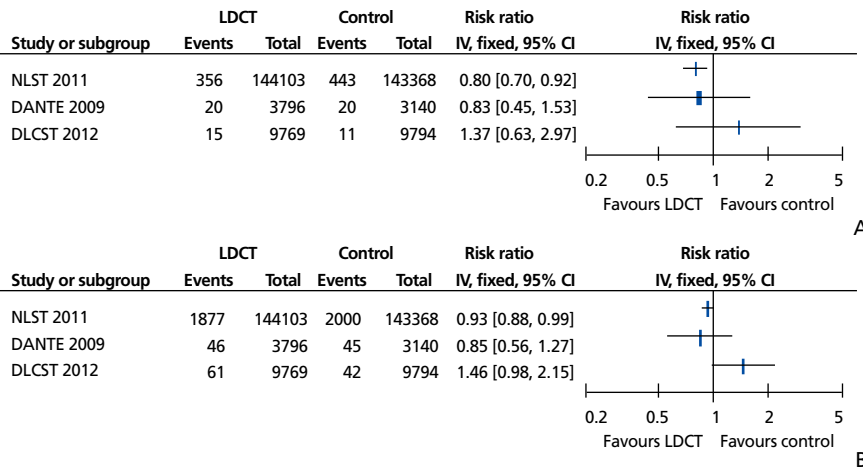 LDCT Control Risk ratio Risk ratio
Study or subgroup Events Total Events Total IV, fixed, 95% CI IV, fixed, 95% CI
NLST 2011 356 144103 443 143368 0.80 [0.70, 0.92]
DANTE 2009 20 3796 20 3140 0.83 [0.45, 1.53]
DLCST 2012 15 9769 11 9794 1.37 [0.63, 2.97]
0.2 0.5 1 2 5
Favours LDCT Favours control
A
LDCT Control Risk ratio Risk ratio
Study or subgroup Events Total Events Total IV, fixed, 95% CI IV, fixed, 95% CI
NLST 2011 1877 144103 2000 143368 0.93 [0.88, 0.99]
DANTE 2009 46 3796 45 3140 0.85 [0.56, 1.27]
DLCST 2012 61 9769 42 9794 1.46 [0.98, 2.15]
0.2 0.5 1 2 5
Favours LDCT Favours control